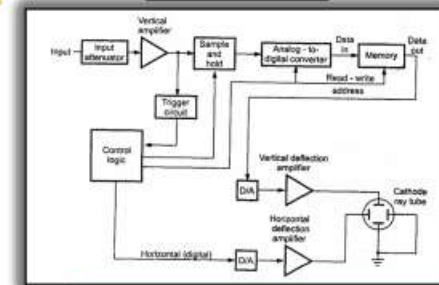 Vertical
amplifier
Input
Input
attenuator
Sample
and
hold
Analog - to-
digital converter
Data
in
Memory
Data
out
Read - write
address
Trigger
circuit
Control
logic
Vertical deflection
amplifier
D/A
Cathode
ray tube
Horizontal
deflection
amplifier
Horizontal (digital)
D/A